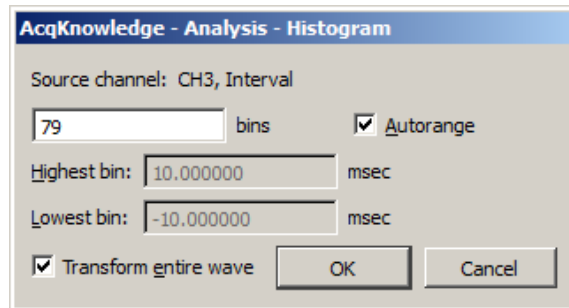 AcqKnowledge - Analysis - Histogram
Source channel: CH3, Interval
79 bins Autorange
Highest bin: 10.000000 msec
Lowest bin: -10.000000 msec
Transform entire wave OK Cancel